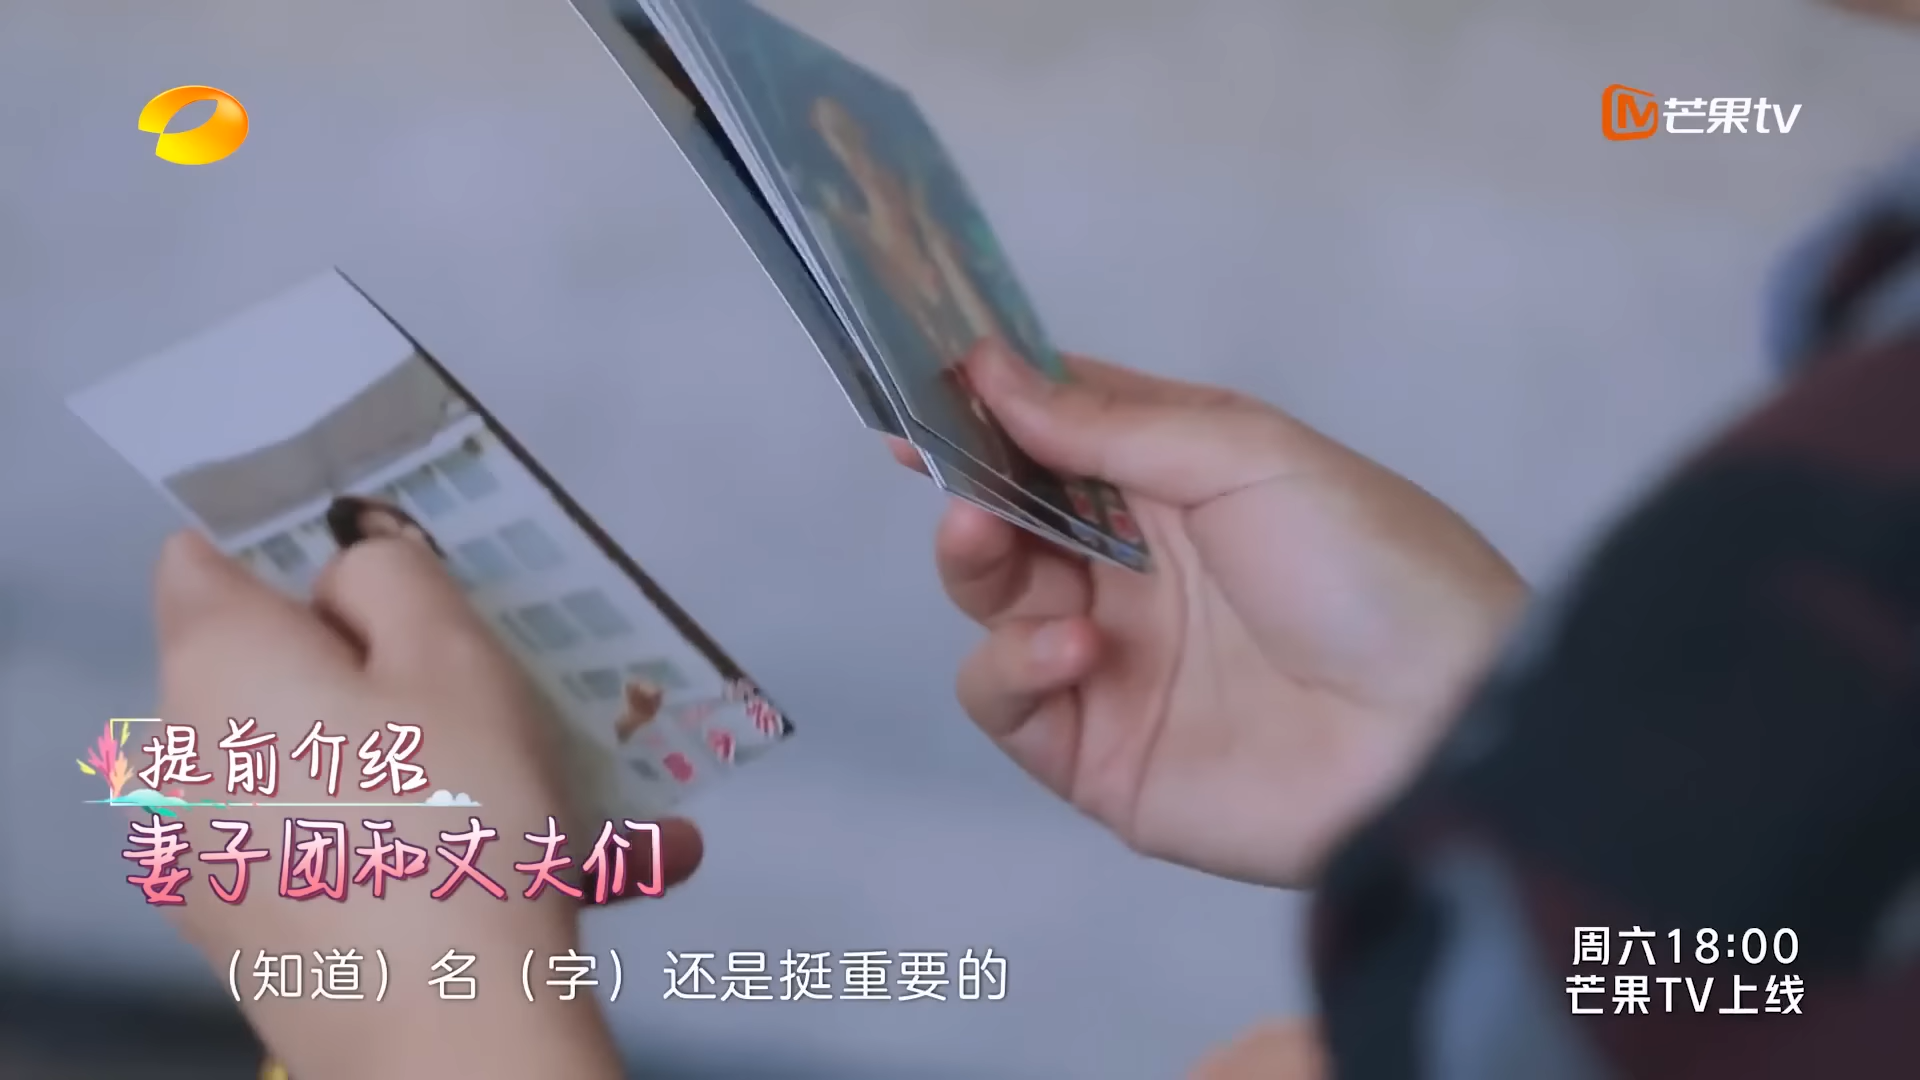 芒果tv
提前介绍
妻子团和丈夫们
（知道）名（字）还是挺重要的
周六18:00
芒果TV上线